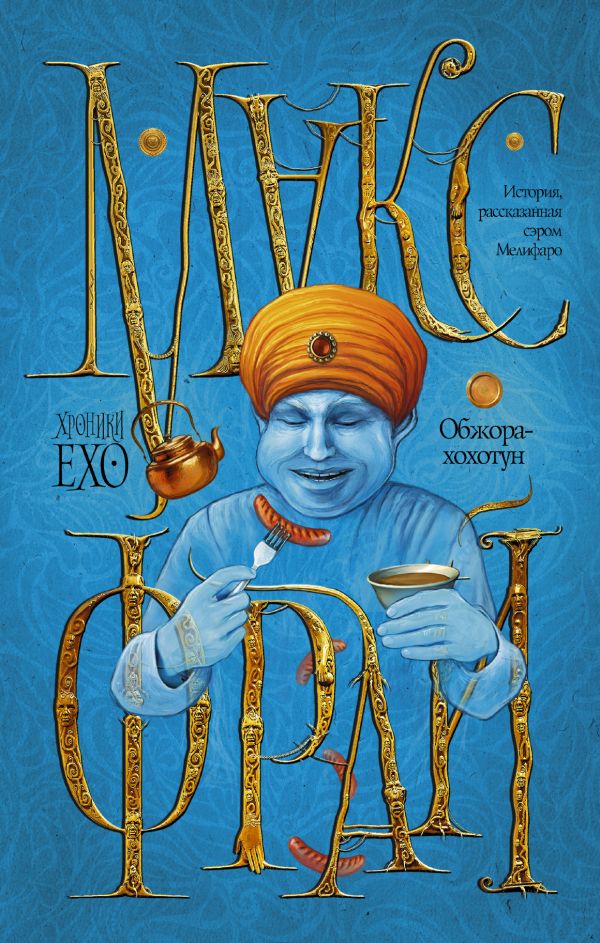 МАКС
История,
рассказанная
сэром
Мелифаро
ХРОНИКИ
ЕХО
Обжора-
хохотун
ФРАЙ